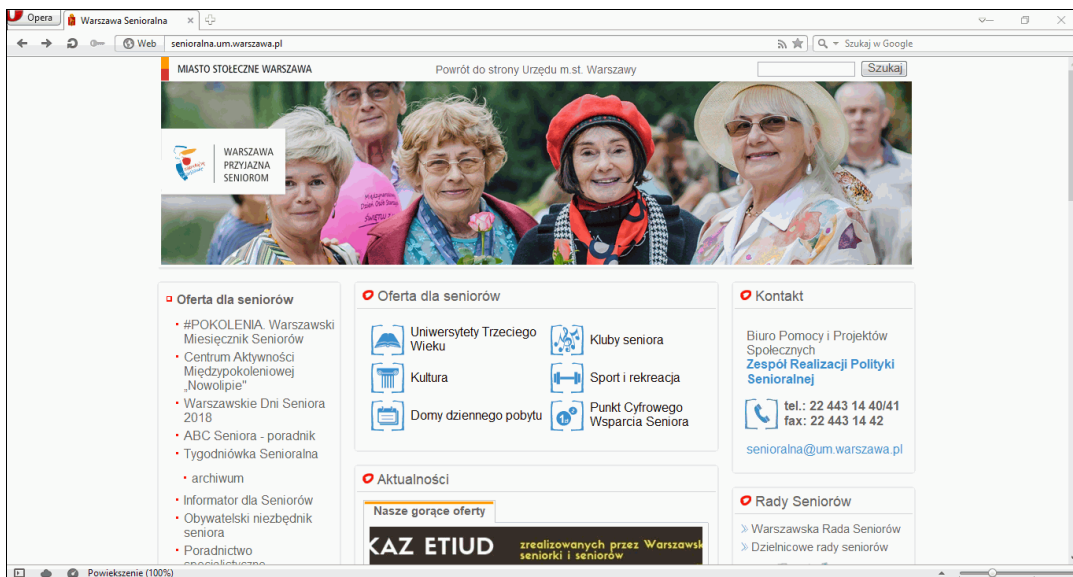 Opera
Warszawa Senioralna
Web
senioralna.um.warszawa.pl
Szukaj w Google
MIASTO STOŁECZNE WARSZAWA
Powrót do strony Urzędu m.st. Warszawy
Szukaj
WARSZAWA
PRZYJAZNA
SENIOROM
Oferta dla seniorów
#POKOLENIA. Warszawski
Miesięcznik Seniorów
Centrum Aktywności
Międzypokoleniowej
„Nowolipie"
Warszawskie Dni Seniora
2018
ABC Seniora - poradnik
Tygodniówka Senioralna
archiwum
Informator dla Seniorów
Obywatelski niezbędnik
seniora
Poradnictwo
specjalistyczne
Oferta dla seniorów
Uniwersytety Trzeciego
Wieku
Kluby seniora
Kultura
Sport i rekreacja
Domy dziennego pobytu
Punkt Cyfrowego
Wsparcia Seniora
Aktualności
Nasze gorące oferty
KAZ ETIUD
zrealizowanych przez Warszawsk
seniorki i seniorów
Kontakt
Biuro Pomocy i Projektów
Społecznych
Zespół Realizacji Polityki
Senioralnej
tel.: 22 443 14 40/41
fax: 22 443 14 42
senioralna@um.warszawa.pl
Rady Seniorów
Warszawska Rada Seniorów
Dzielnicowe rady seniorów
Powiększenie (100%)